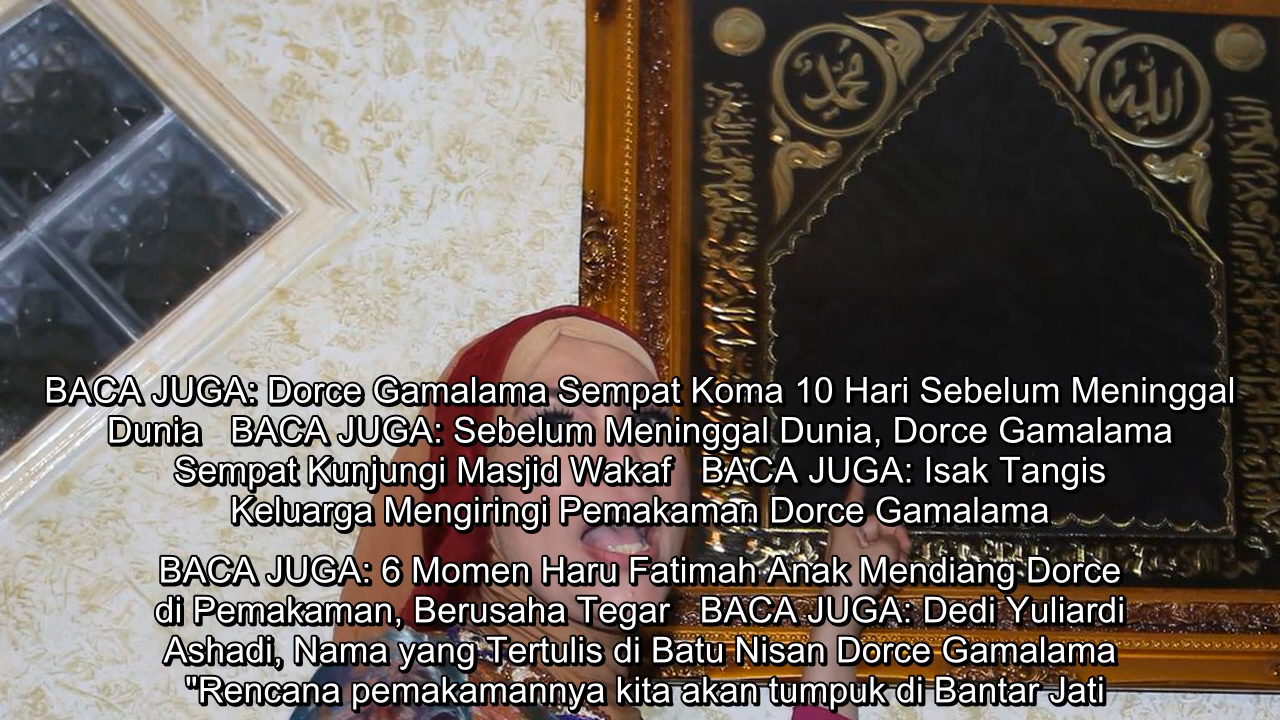 محمد
الله
BACA JUGA: Dorce Gamalama Sempat Koma 10 Hari Sebelum Meninggal
Dunia BACA JUGA: Sebelum Meninggal Dunia, Dorce Gamalama
Sempat Kunjungi Masjid Wakaf BACA JUGA: Isak Tangis
Keluarga Mengiringi Pemakaman Dorce Gamalama
BACA JUGA: 6 Momen Haru Fatimah Anak Mendiang Dorce
di Pemakaman, Berusaha Tegar BACA JUGA: Dedi Yuliardi
Ashadi, Nama yang Tertulis di Batu Nisan Dorce Gamalama
"Rencana pemakamannya kita akan tumpuk di Bantar Jati